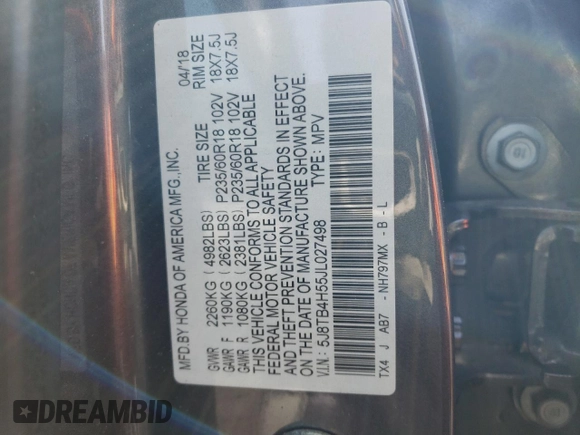 MFD.BY HONDA OF AMERICA MFG.,INC. 04/18
TIRE SIZE RIM SIZE
GVWR 2260KG ( 4982LBS)
GAWR F 1190KG ( 2623LBS) P235/60R18 102V 18X7.5J
GAWR R 1080KG ( 2381LBS) P235/60R18 102V 18X7.5J
THIS VEHICLE CONFORMS TO ALL APPLICABLE
FEDERAL MOTOR VEHICLE SAFETY
AND THEFT PREVENTION STANDARDS IN EFFECT
ON THE DATE OF MANUFACTURE SHOWN ABOVE.
V.I.N.: 5J8TB4H55JL027498 TYPE: MPV
TX4 J AB7 - NH797MX - B - L
DREAMBID